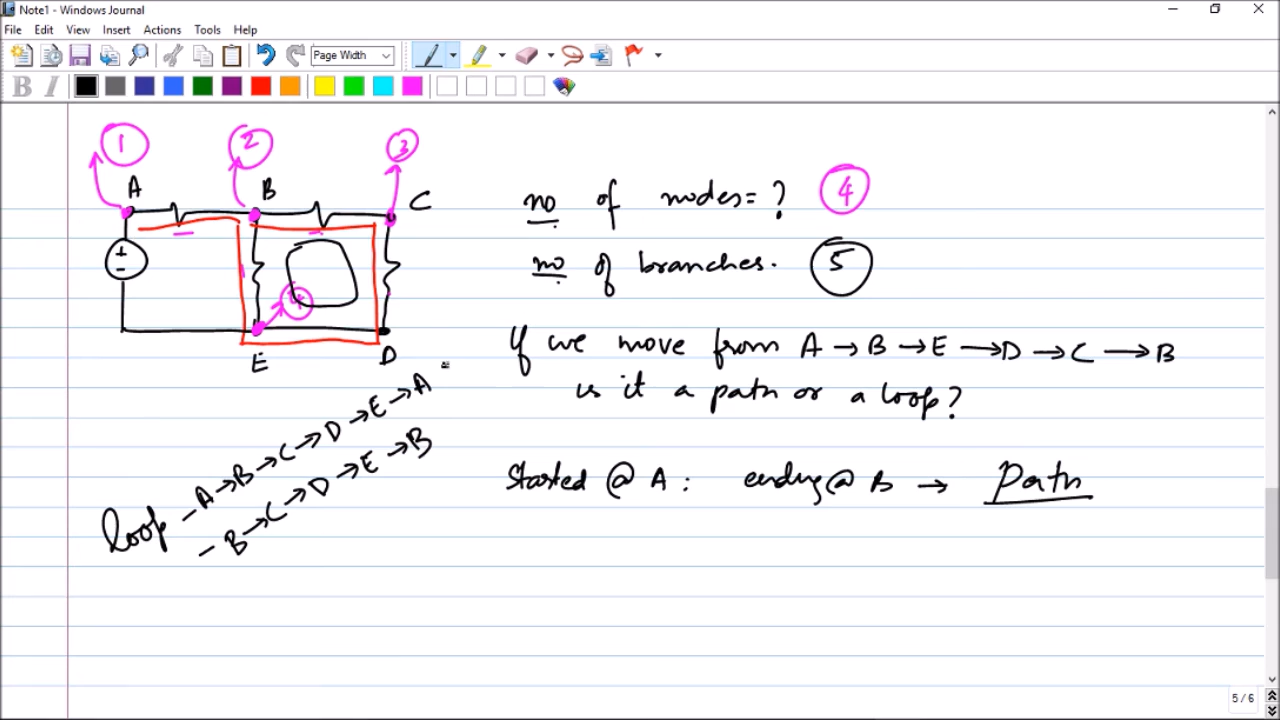 Note1 - Windows Journal
File Edit View Insert Actions Tools Help
Page Width
B I
1 2 3
A B C
+
-
4
E D
no of nodes = ? 4
no of branches. 5
If we move from A → B → E → D → C → B
is it a path or a loop?
Started @ A : ending @ B → Path
loop - A → B → C → D → E → A
- B → C → D → E → B
5 / 6